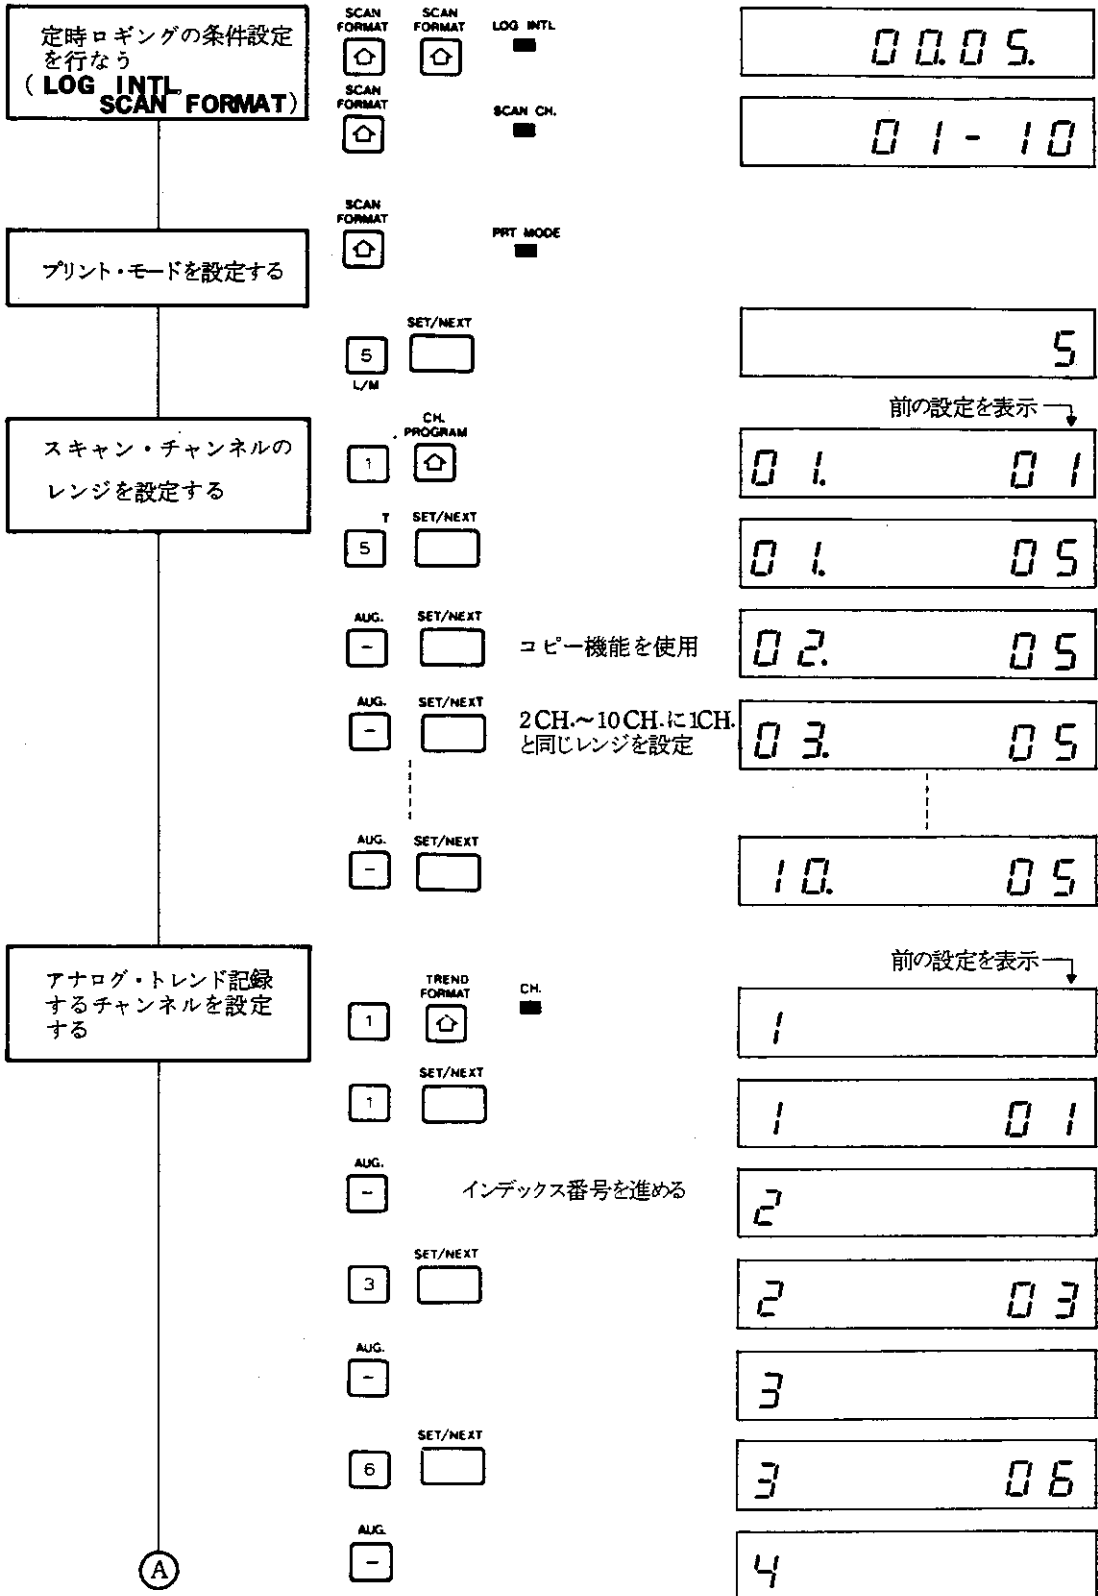 定時ロギングの条件設定
を行なう
(LOG INTL,
SCAN FORMAT)
SCAN
FORMAT
SCAN
FORMAT
LOG INTL
00.05.
SCAN
FORMAT
SCAN CH.
01-10
プリント・モードを設定する
SCAN
FORMAT
PRT MODE
5
L/M
SET/NEXT
5
スキャン・チャンネルの
レンジを設定する
前の設定を表示
1
CH.
PROGRAM
01. 01
5
T
SET/NEXT
01. 05
AUG.
-
SET/NEXT
コピー機能を使用
02. 05
AUG.
-
SET/NEXT
2CH.~10CH.に1CH.
と同じレンジを設定
03. 05
AUG.
-
SET/NEXT
10. 05
アナログ・トレンド記録
するチャンネルを設定
する
前の設定を表示
1
TREND
FORMAT
CH.
1
1
SET/NEXT
1 01
AUG.
-
インデックス番号を進める
2
3
SET/NEXT
2 03
AUG.
-
3
6
SET/NEXT
3 06
AUG.
-
4
A